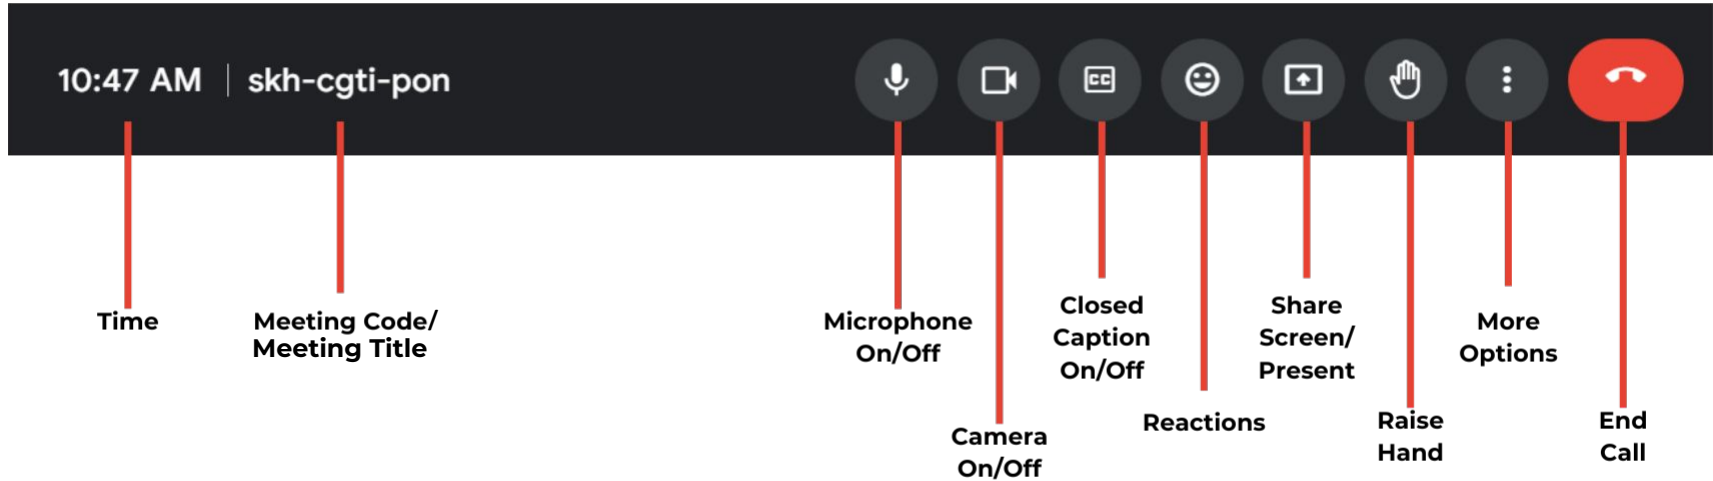 10:47 AM | skh-cgti-pon
CC
Time
Meeting Code/
Meeting Title
Microphone
On/Off
Camera
On/Off
Closed
Caption
On/Off
Reactions
Share
Screen/
Present
Raise
Hand
More
Options
End
Call